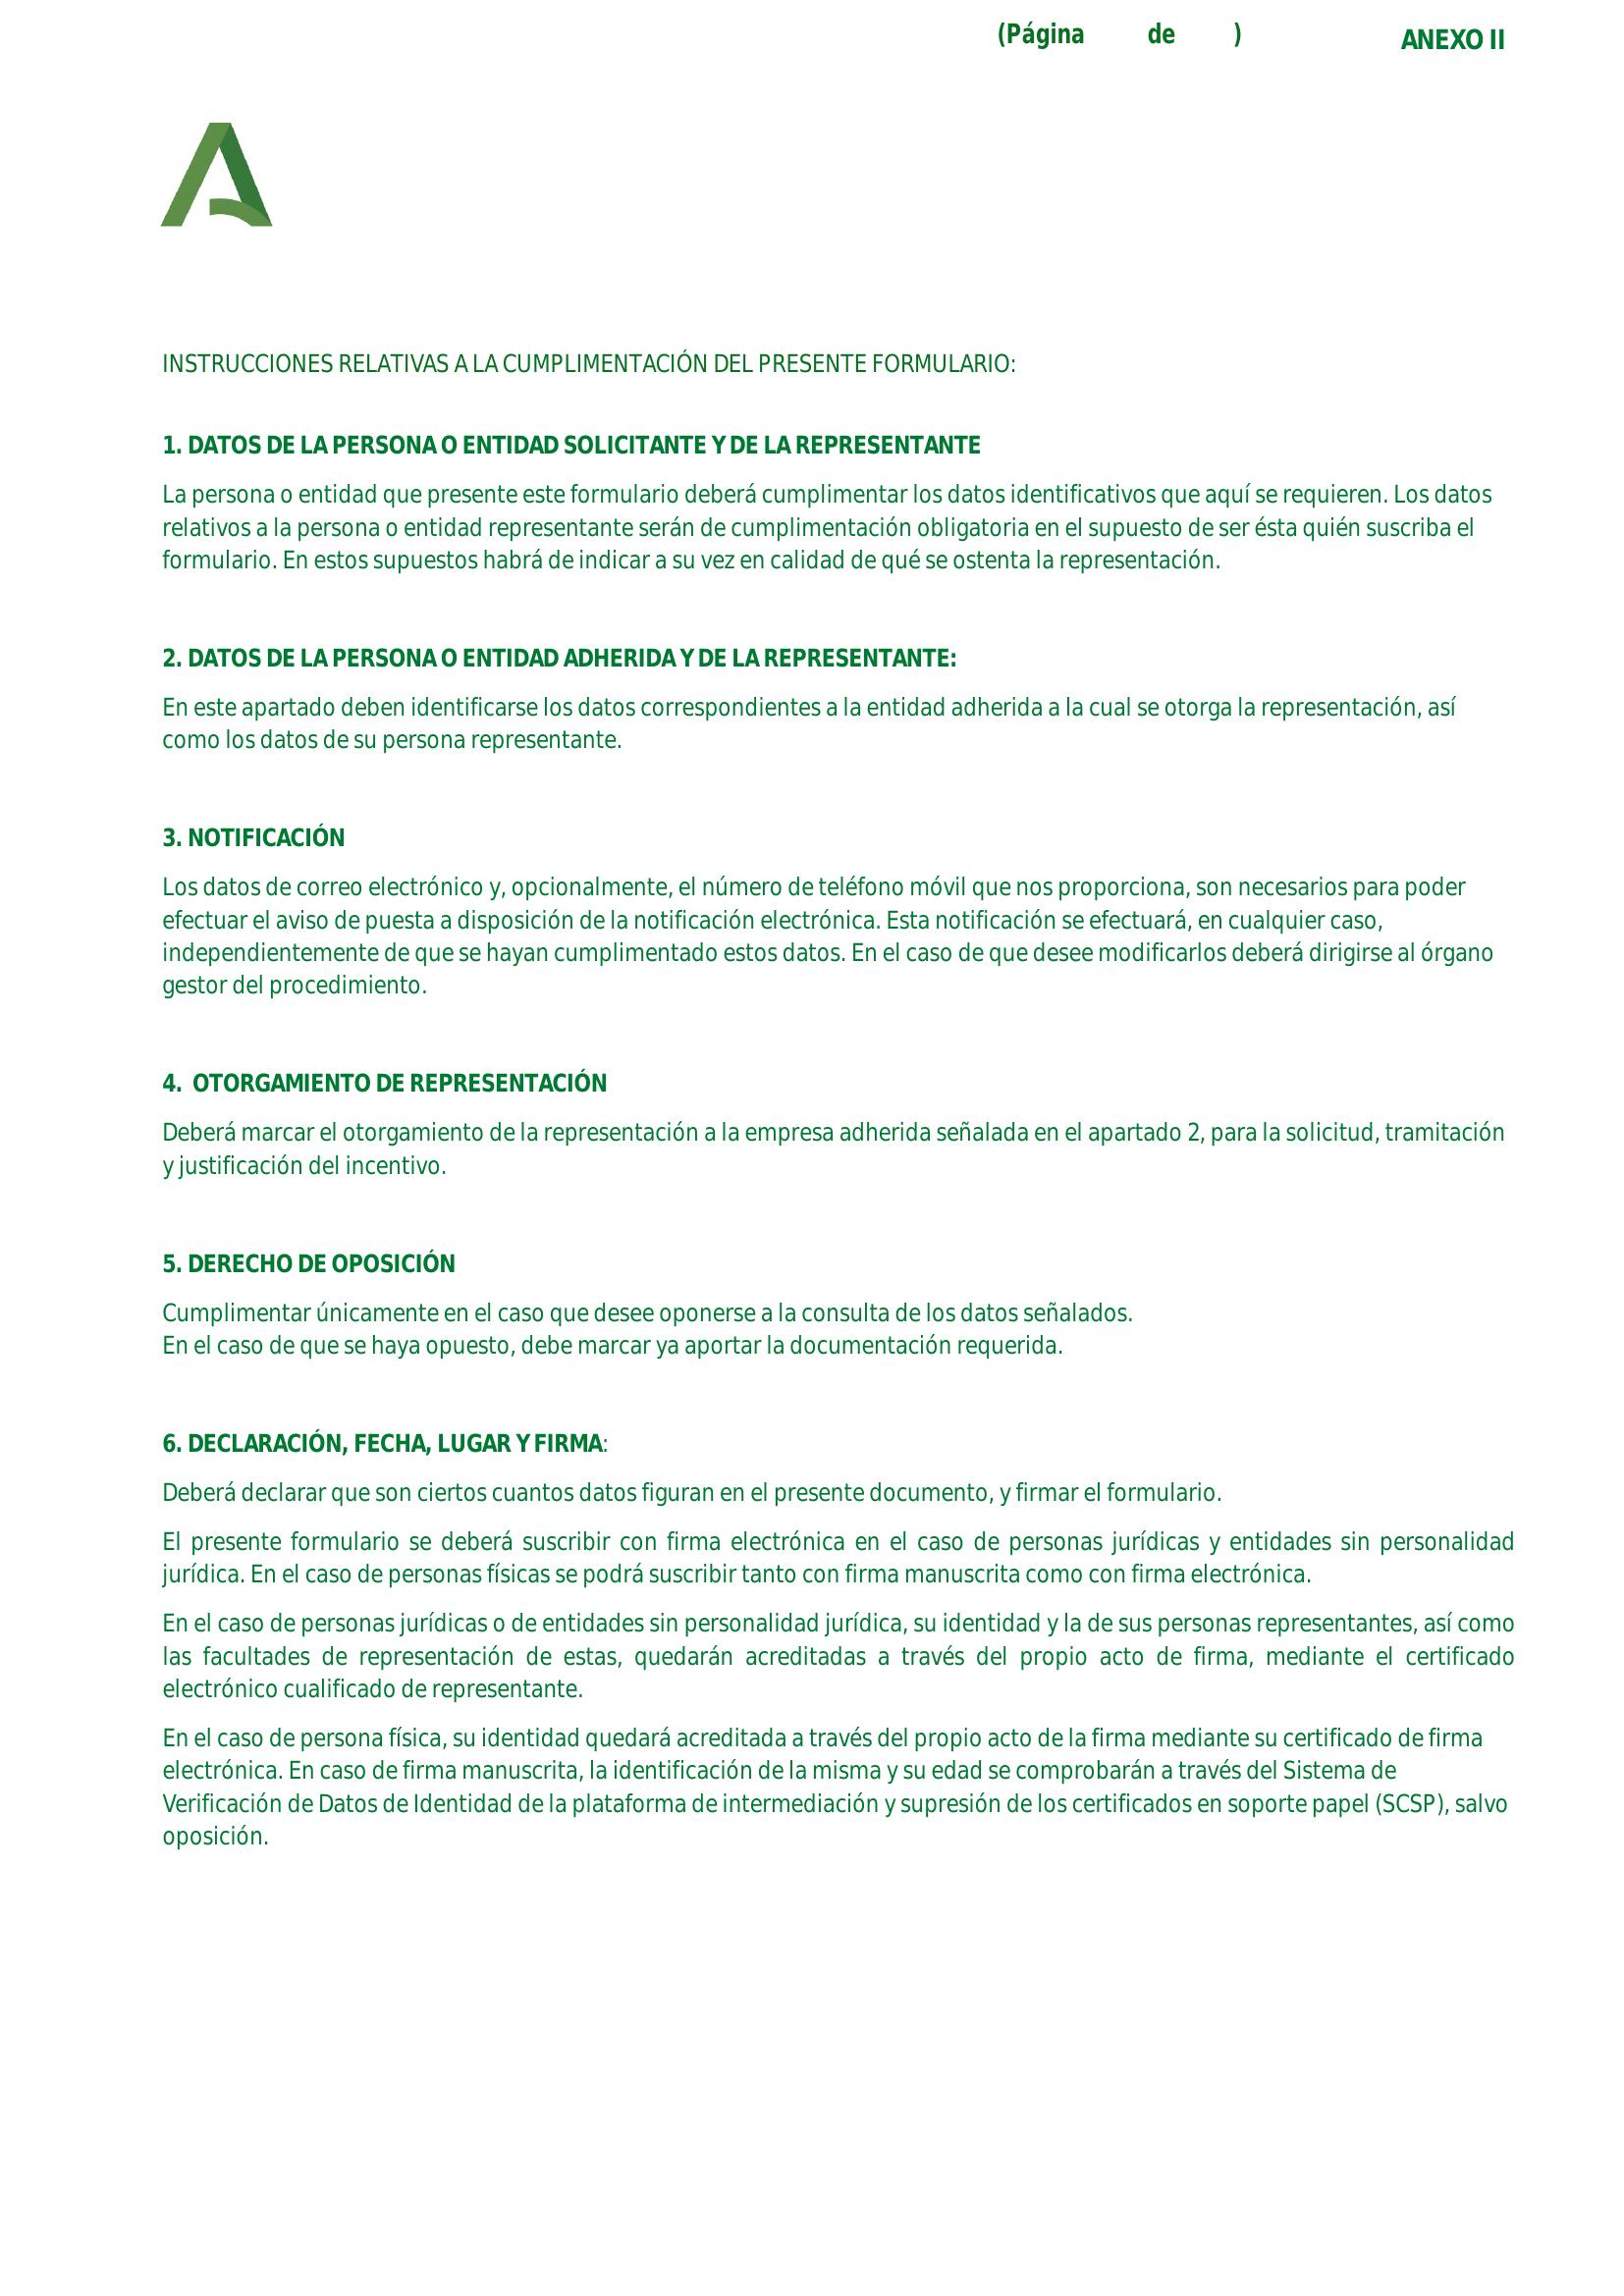 (Página de ) ANEXO II
INSTRUCCIONES RELATIVAS A LA CUMPLIMENTACIÓN DEL PRESENTE FORMULARIO:
1. DATOS DE LA PERSONA O ENTIDAD SOLICITANTE Y DE LA REPRESENTANTE
La persona o entidad que presente este formulario deberá cumplimentar los datos identificativos que aquí se requieren. Los datos
relativos a la persona o entidad representante serán de cumplimentación obligatoria en el supuesto de ser ésta quién suscriba el
formulario. En estos supuestos habrá de indicar a su vez en calidad de qué se ostenta la representación.
2. DATOS DE LA PERSONA O ENTIDAD ADHERIDA Y DE LA REPRESENTANTE:
En este apartado deben identificarse los datos correspondientes a la entidad adherida a la cual se otorga la representación, así
como los datos de su persona representante.
3. NOTIFICACIÓN
Los datos de correo electrónico y, opcionalmente, el número de teléfono móvil que nos proporciona, son necesarios para poder
efectuar el aviso de puesta a disposición de la notificación electrónica. Esta notificación se efectuará, en cualquier caso,
independientemente de que se hayan cumplimentado estos datos. En el caso de que desee modificarlos deberá dirigirse al órgano
gestor del procedimiento.
4. OTORGAMIENTO DE REPRESENTACIÓN
Deberá marcar el otorgamiento de la representación a la empresa adherida señalada en el apartado 2, para la solicitud, tramitación
y justificación del incentivo.
5. DERECHO DE OPOSICIÓN
Cumplimentar únicamente en el caso que desee oponerse a la consulta de los datos señalados.
En el caso de que se haya opuesto, debe marcar ya aportar la documentación requerida.
6. DECLARACIÓN, FECHA, LUGAR Y FIRMA:
Deberá declarar que son ciertos cuantos datos figuran en el presente documento, y firmar el formulario.
El presente formulario se deberá suscribir con firma electrónica en el caso de personas jurídicas y entidades sin personalidad
jurídica. En el caso de personas físicas se podrá suscribir tanto con firma manuscrita como con firma electrónica.
En el caso de personas jurídicas o de entidades sin personalidad jurídica, su identidad y la de sus personas representantes, así como
las facultades de representación de estas, quedarán acreditadas a través del propio acto de firma, mediante el certificado
electrónico cualificado de representante.
En el caso de persona física, su identidad quedará acreditada a través del propio acto de la firma mediante su certificado de firma
electrónica. En caso de firma manuscrita, la identificación de la misma y su edad se comprobarán a través del Sistema de
Verificación de Datos de Identidad de la plataforma de intermediación y supresión de los certificados en soporte papel (SCSP), salvo
oposición.